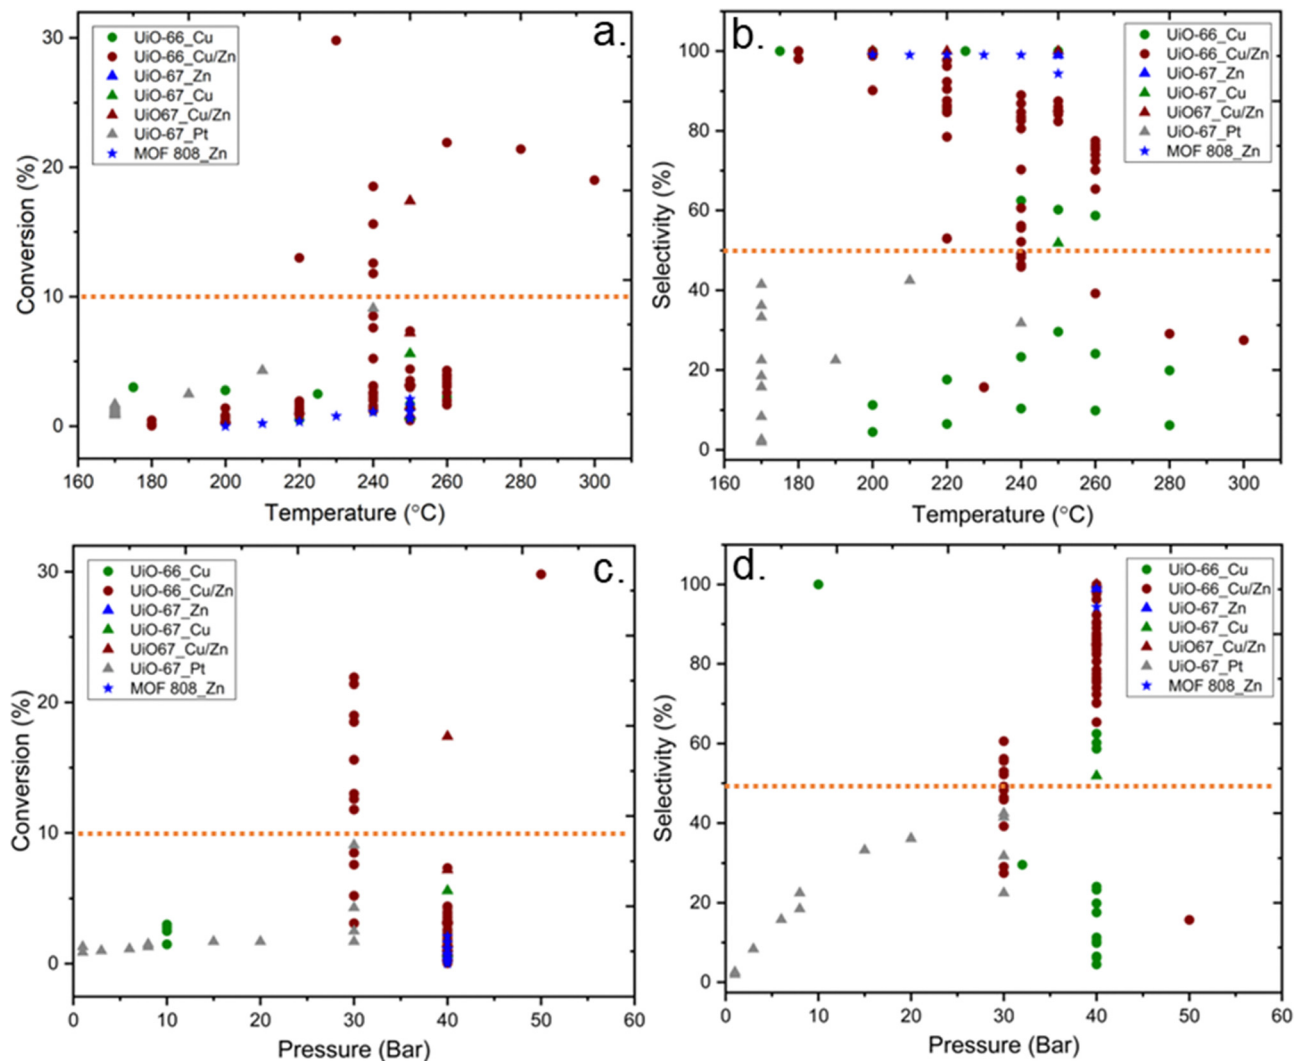 a.
30
20
10
0
Conversion (%)
UiO-66_Cu
UiO-66_Cu/Zn
UiO-67_Zn
UiO-67_Cu
UiO67_Cu/Zn
UiO-67_Pt
MOF 808_Zn
160 180 200 220 240 260 280 300
Temperature (°C)
b.
100
80
60
40
20
0
Selectivity (%)
UiO-66_Cu
UiO-66_Cu/Zn
UiO-67_Zn
UiO-67_Cu
UiO67_Cu/Zn
UiO-67_Pt
MOF 808_Zn
160 180 200 220 240 260 280 300
Temperature (°C)
c.
30
20
10
0
Conversion (%)
UiO-66_Cu
UiO-66_Cu/Zn
UiO-67_Zn
UiO-67_Cu
UiO67_Cu/Zn
UiO-67_Pt
MOF 808_Zn
0 10 20 30 40 50 60
Pressure (Bar)
d.
100
80
60
40
20
0
Selectivity (%)
UiO-66_Cu
UiO-66_Cu/Zn
UiO-67_Zn
UiO-67_Cu
UiO67_Cu/Zn
UiO-67_Pt
MOF 808_Zn
0 10 20 30 40 50 60
Pressure (Bar)